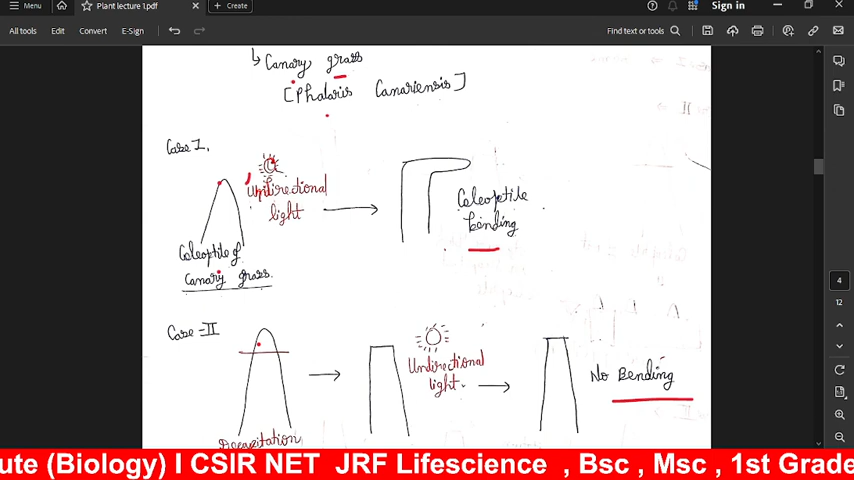 Menu
Plant lecture 1.pdf
Create
Sign in
All tools Edit Convert E-Sign
Find text or tools
↳ Canary grass
[Phalaris Canariensis]
Case I.
Unidirectional
light
Coleoptile
bending
Coleoptile of
Canary grass.
Case-II
Undirectional
light.
No Bending
Decapitation
4
12
ute (Biology) I CSIR NET JRF Lifescience , Bsc , Msc , 1st Grade